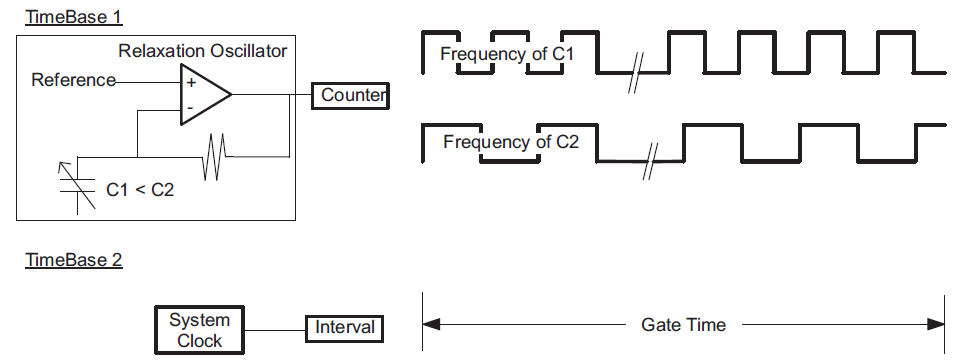 TimeBase 1
Relaxation Oscillator
Reference
+
-
Counter
C1 < C2
Frequency of C1
Frequency of C2
TimeBase 2
System
Clock
Interval
Gate Time